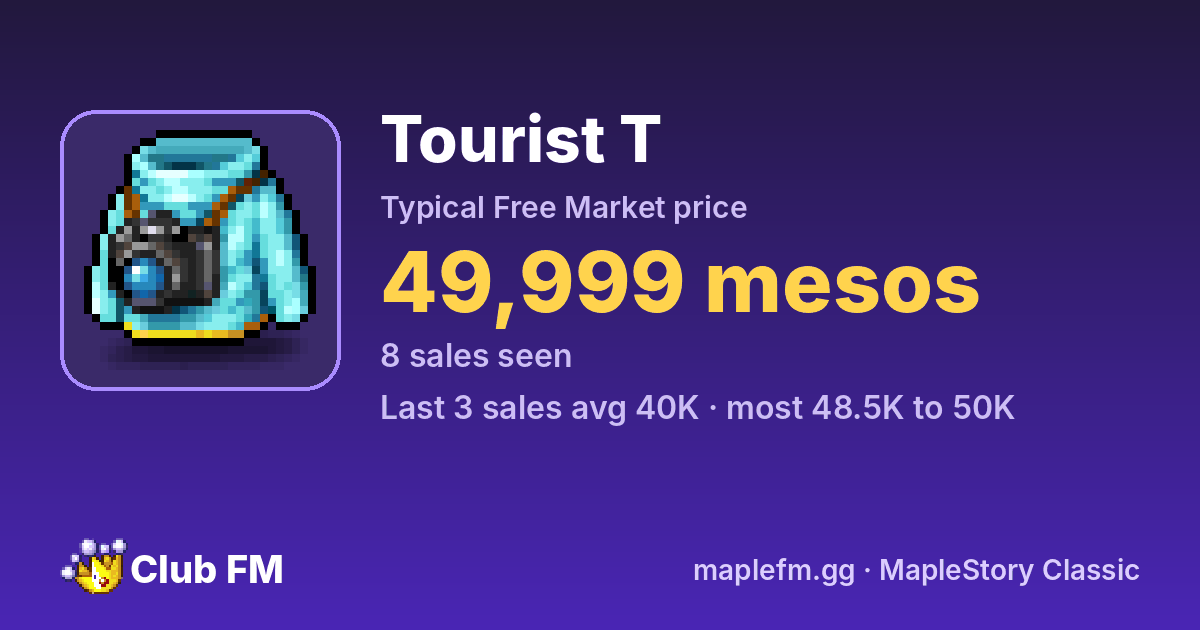 Tourist T
Typical Free Market price
49,999 mesos
8 sales seen
Last 3 sales avg 40K · most 48.5K to 50K
Club FM
maplefm.gg · MapleStory Classic